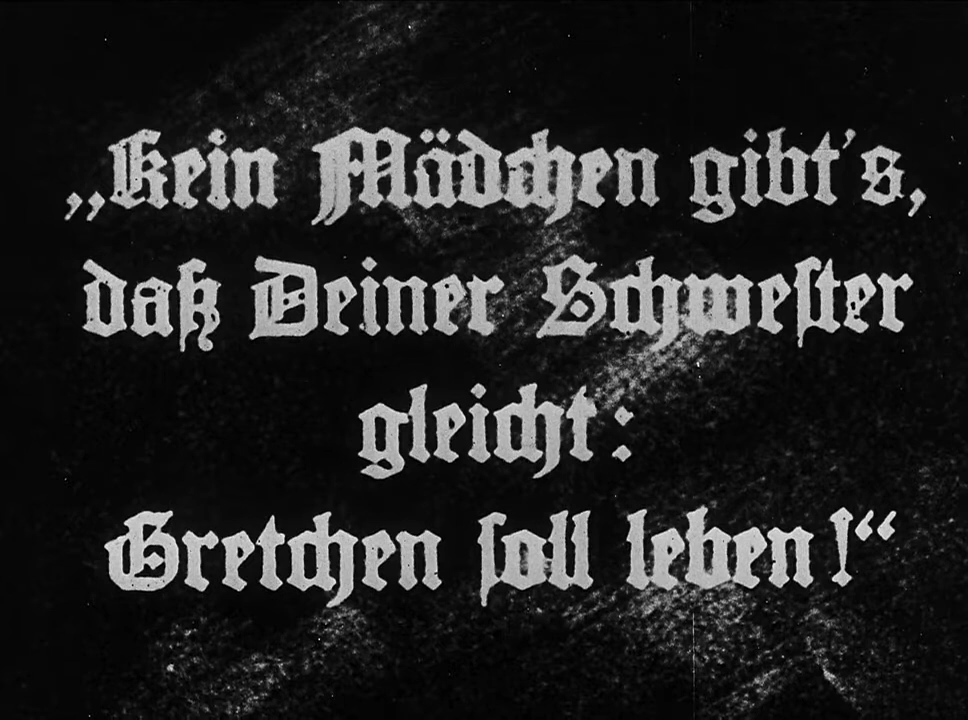 „Kein Mädchen gibt's,
daß Deiner Schweſter
gleicht:
Gretchen ſoll leben!“